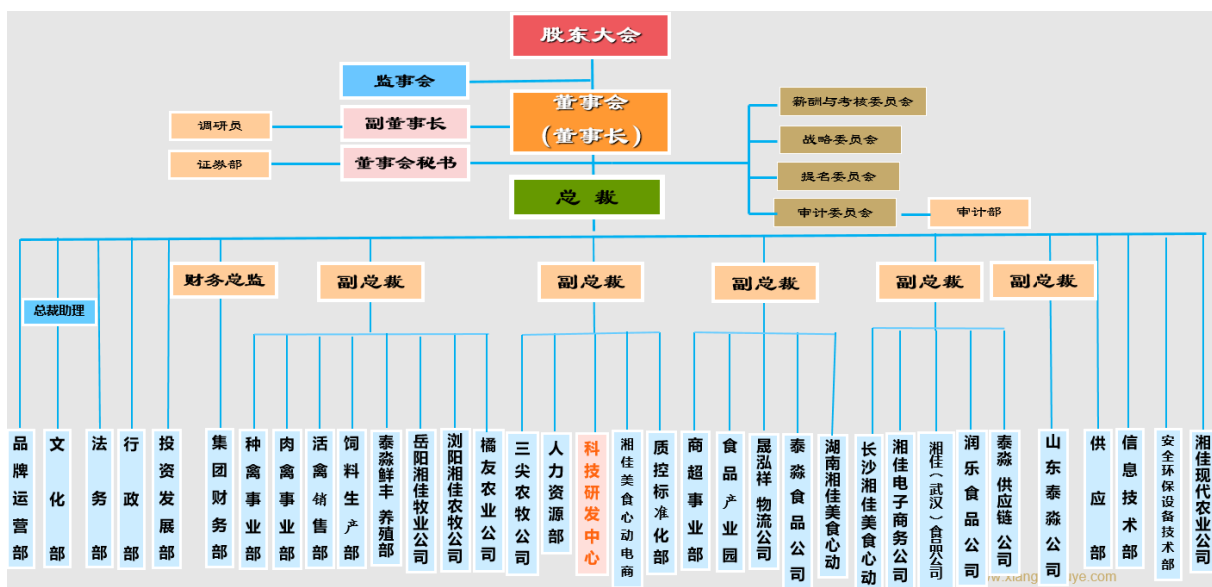 股东大会
监事会
董事会
(董事长)
薪酬与考核委员会
调研员
副董事长
战略委员会
证券部
董事会秘书
提名委员会
总 裁
审计委员会
审计部
财务总监
副总裁
副总裁
副总裁
副总裁
副总裁
总裁助理
品牌运营部
文化部
法务部
行政部
投资发展部
集团财务部
种禽事业部
肉禽事业部
活禽销售部
饲料生产部
泰淼鲜丰 养殖部
岳阳湘佳牧业公司
浏阳湘佳农牧公司
橘友农业公司
三尖农牧公司
人力资源部
科技研发中心
湘佳美食心动电商
质控标准化部
商超事业部
食品产业园
晟泓祥 物流公司
泰淼食品公司
湖南湘佳美食心动
长沙湘佳美食心动
湘佳电子商务公司
湘佳（武汉）食品公司
润乐食品公司
泰淼 供应链 公司
山东泰淼公司
供应部
信息技术部
安全环保设备技术部
湘佳现代农业公司